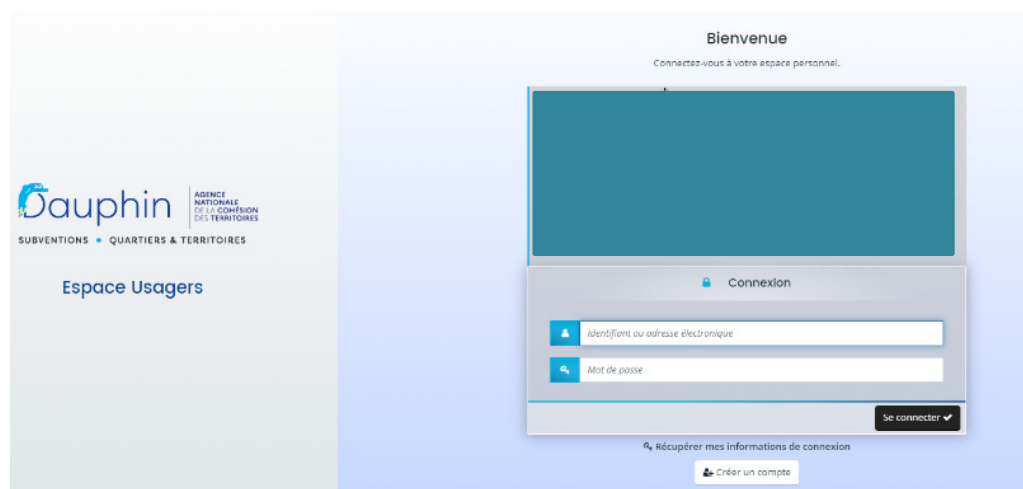 Bienvenue
Connectez-vous à votre espace personnel.
Dauphin
AGENCE
NATIONALE
DE LA COHÉSION
DES TERRITOIRES
SUBVENTIONS • QUARTIERS & TERRITOIRES
Espace Usagers
Connexion
Identifiant ou adresse électronique
Mot de passe
Se connecter
Récupérer mes informations de connexion
Créer un compte